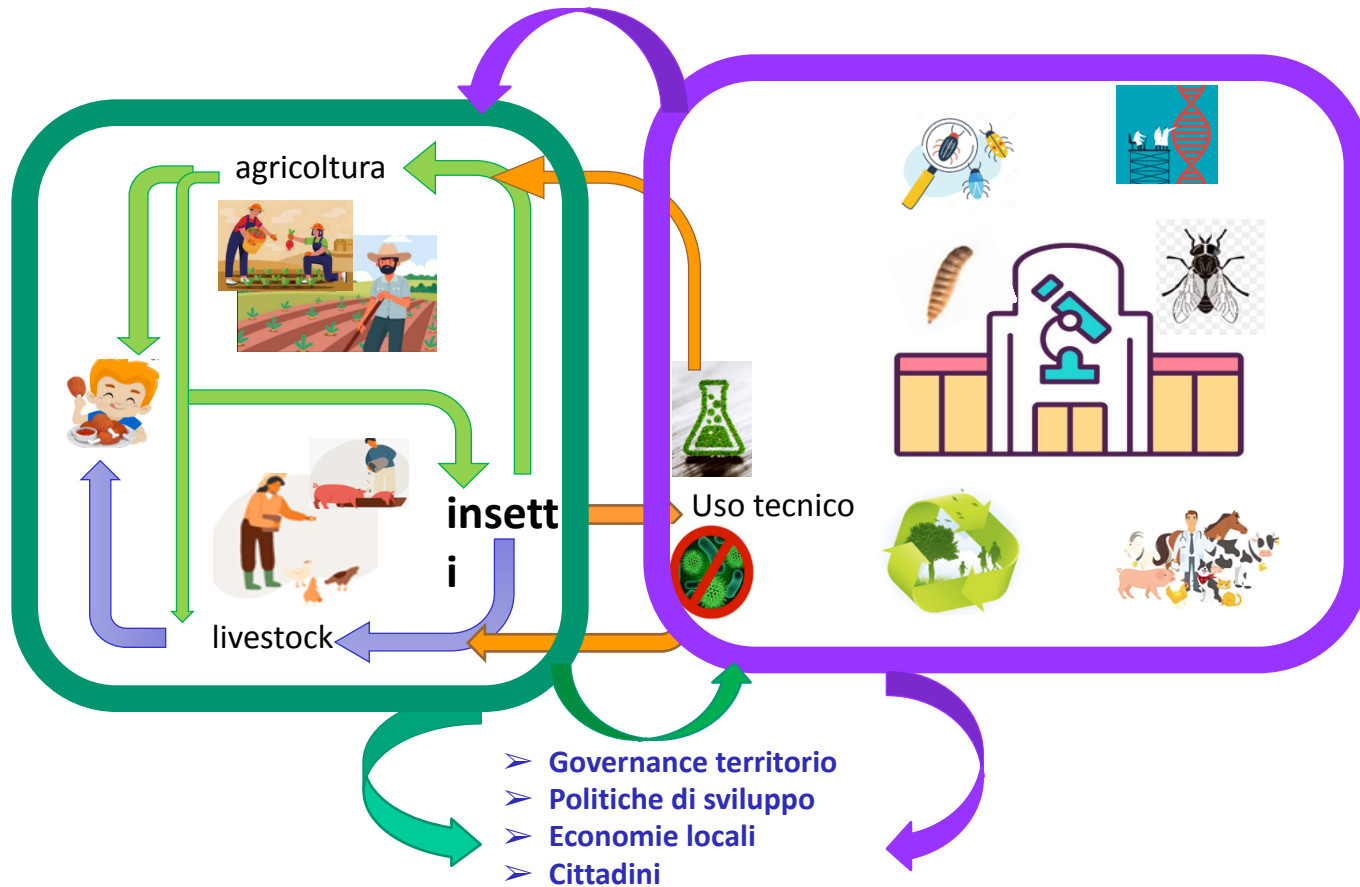 agricoltura
insett
i
Uso tecnico
livestock
➢ Governance territorio
➢ Politiche di sviluppo
➢ Economie locali
➢ Cittadini